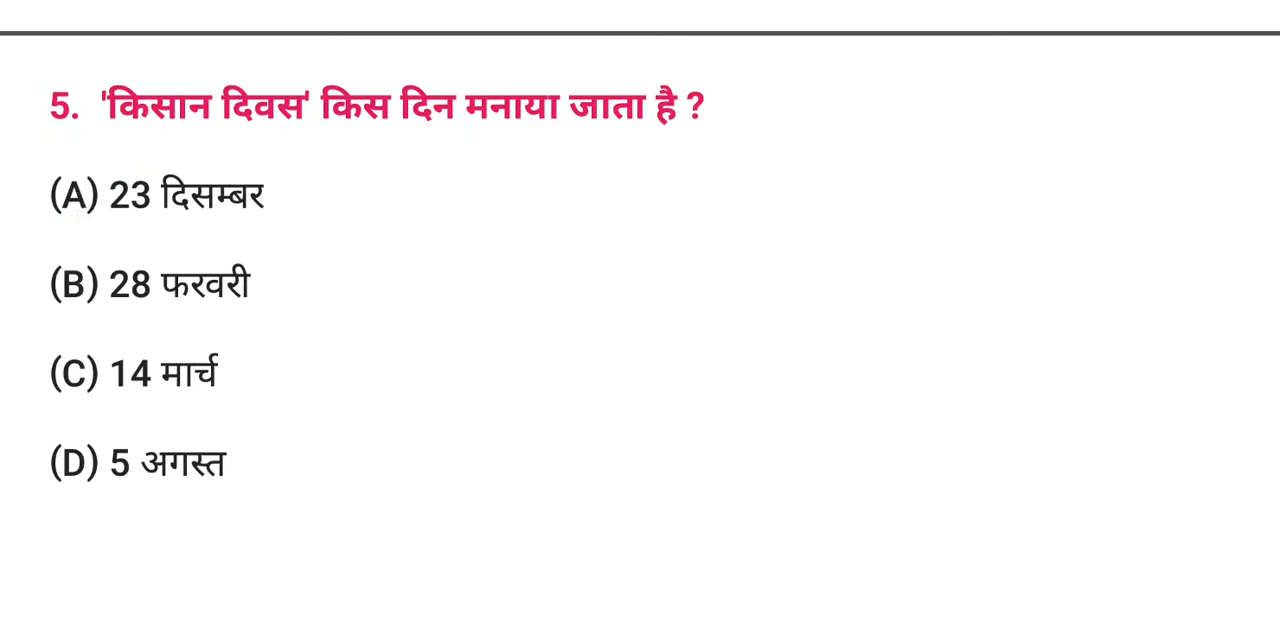 5. 'किसान दिवस' किस दिन मनाया जाता है ?
(A) 23 दिसम्बर
(B) 28 फरवरी
(C) 14 मार्च
(D) 5 अगस्त